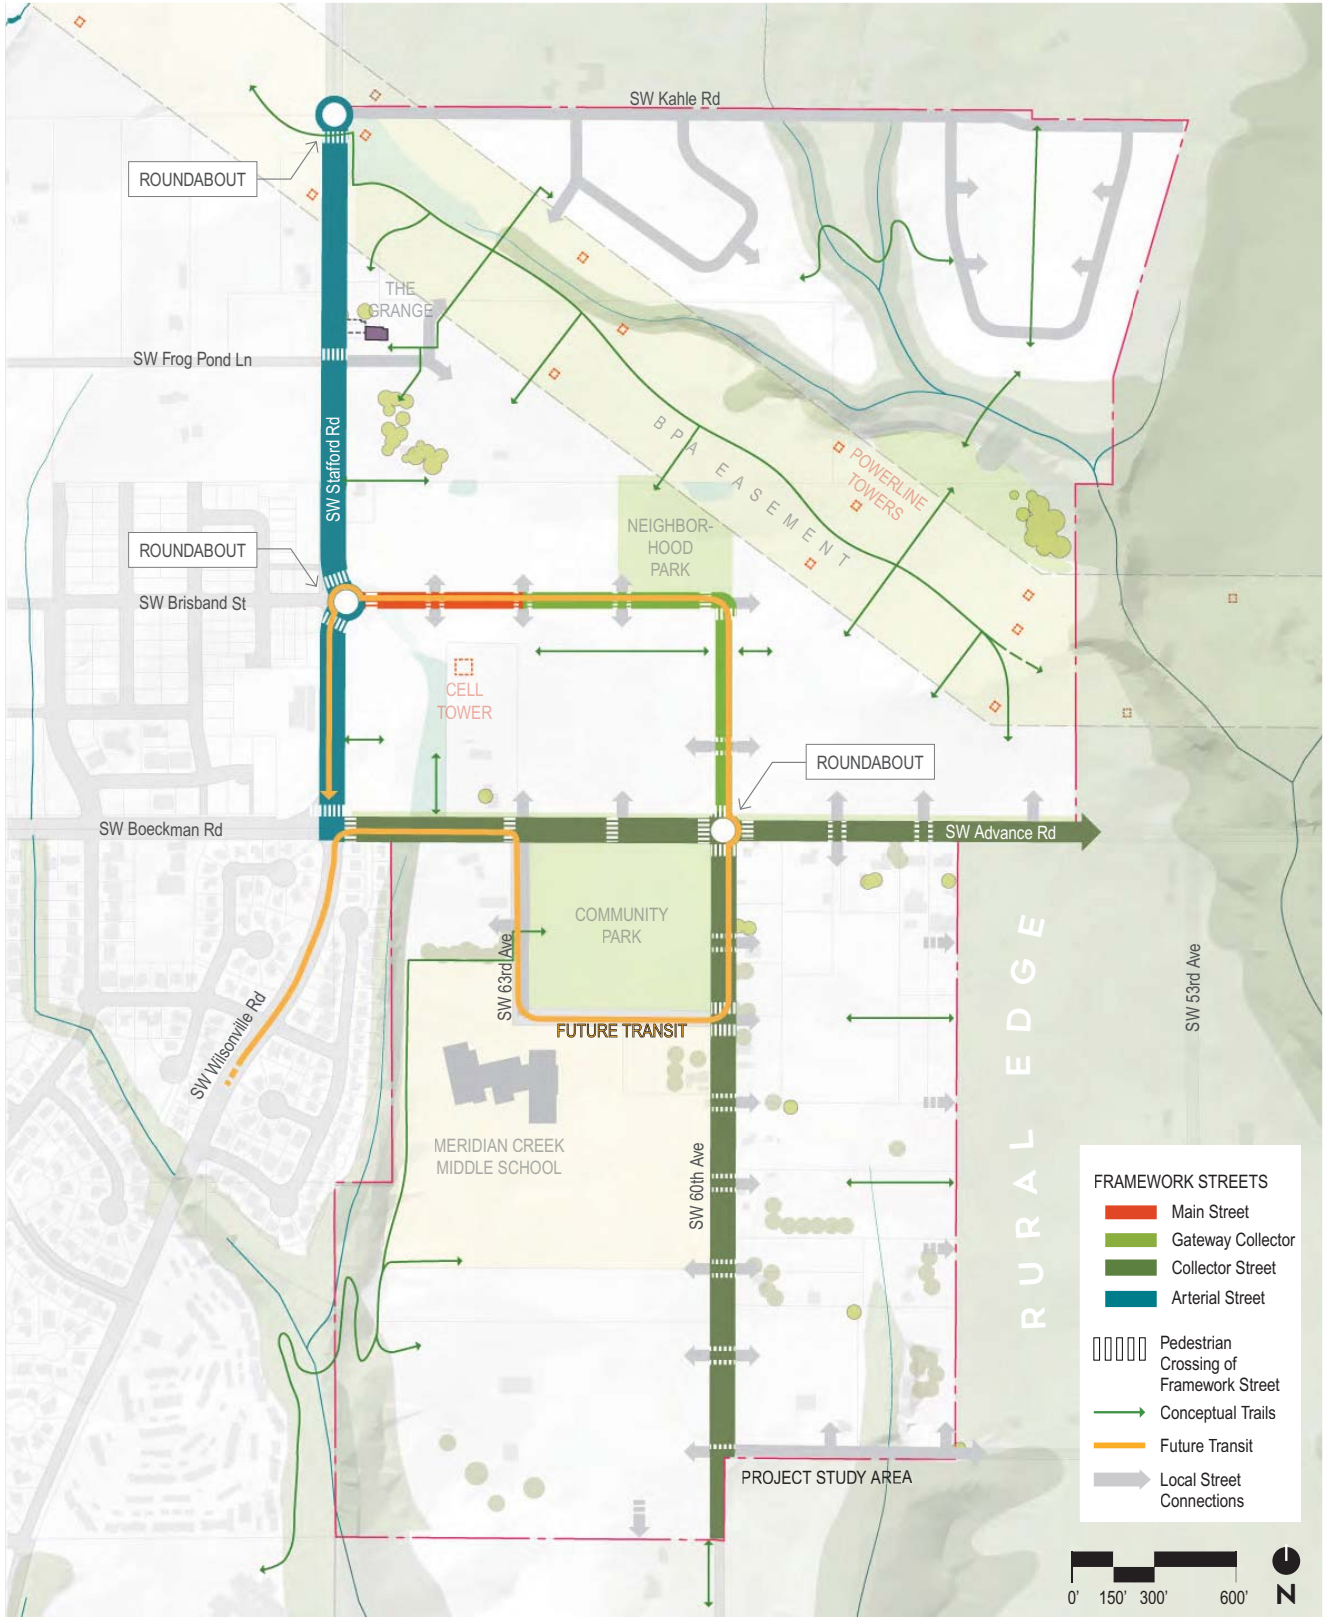 SW Kahle Rd
ROUNDABOUT
THE
GRANGE
SW Frog Pond Ln
SW Stafford Rd
BPA EASEMENT
POWERLINE
TOWERS
NEIGHBOR-
HOOD
PARK
ROUNDABOUT
SW Brisband St
CELL
TOWER
ROUNDABOUT
SW Boeckman Rd
SW Advance Rd
COMMUNITY
PARK
SW 63rd Ave
FUTURE TRANSIT
SW Wilsonville Rd
RURAL EDGE
SW 53rd Ave
MERIDIAN CREEK
MIDDLE SCHOOL
SW 60th Ave
PROJECT STUDY AREA
FRAMEWORK STREETS
Main Street
Gateway Collector
Collector Street
Arterial Street
Pedestrian
Crossing of
Framework Street
Conceptual Trails
Future Transit
Local Street
Connections
0' 150' 300' 600'
N